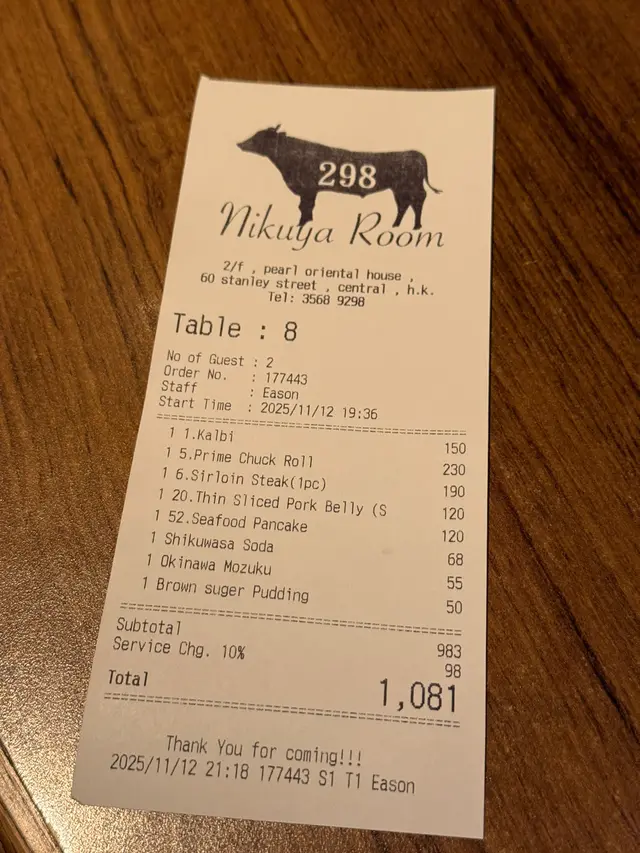 298
Nikuya Room
2/f , pearl oriental house ,
60 stanley street , central , h.k.
Tel: 3568 9298
Table : 8
No of Guest : 2
Order No. : 177443
Staff : Eason
Start Time : 2025/11/12 19:36
1 1.Kalbi 150
1 5.Prime Chuck Roll 230
1 6.Sirloin Steak(1pc) 190
1 20.Thin Sliced Pork Belly (S 120
1 52.Seafood Pancake 120
1 Shikuwasa Soda 68
1 Okinawa Mozuku 55
1 Brown suger Pudding 50
Subtotal 983
Service Chg. 10% 98
Total 1,081
Thank You for coming!!!
2025/11/12 21:18 177443 S1 T1 Eason